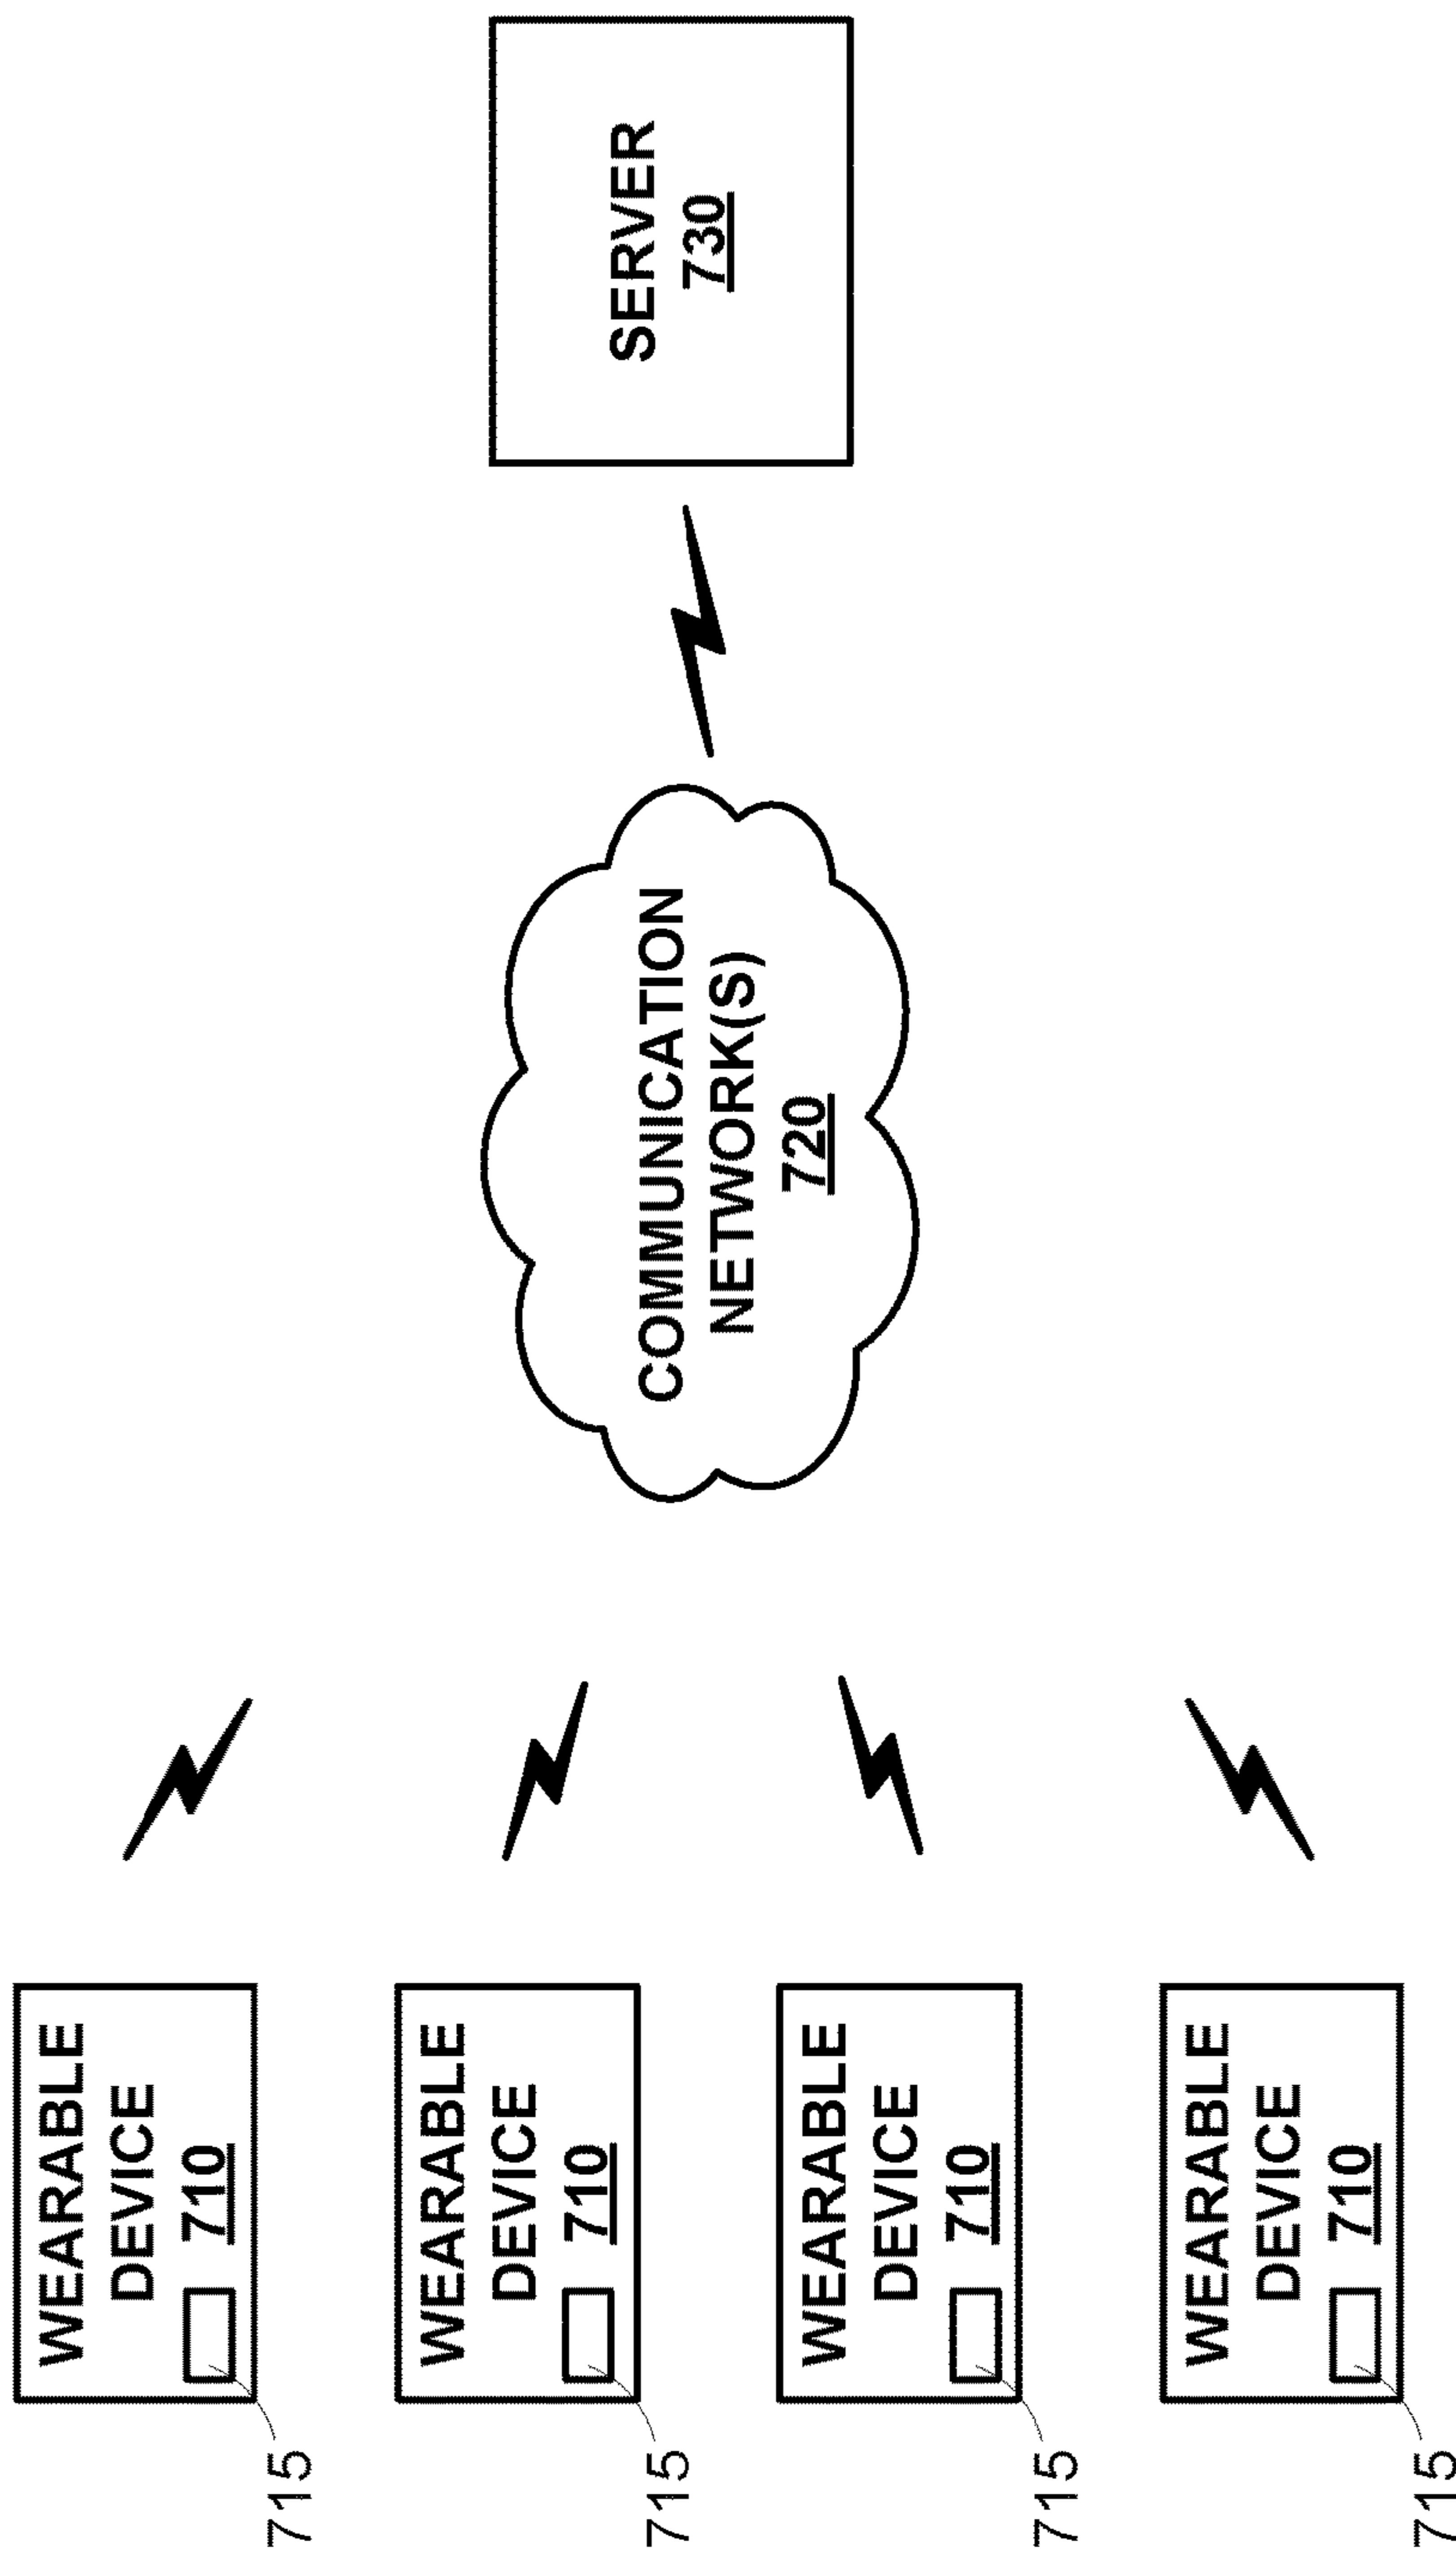 WEARABLE
DEVICE
710
715
WEARABLE
DEVICE
710
715
WEARABLE
DEVICE
710
715
WEARABLE
DEVICE
710
715
COMMUNICATION
NETWORK(S)
720
SERVER
730